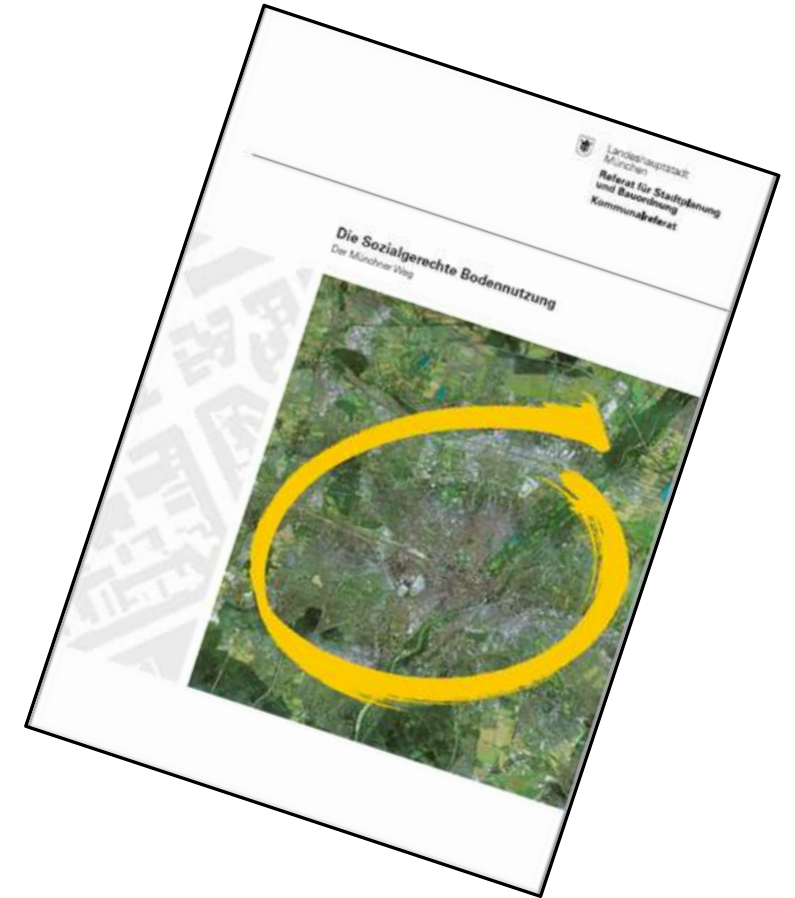 Landeshauptstadt
München
Referat für Stadtplanung
und Bauordnung
Kommunalreferat
Die Sozialgerechte Bodennutzung
Der Münchner Weg